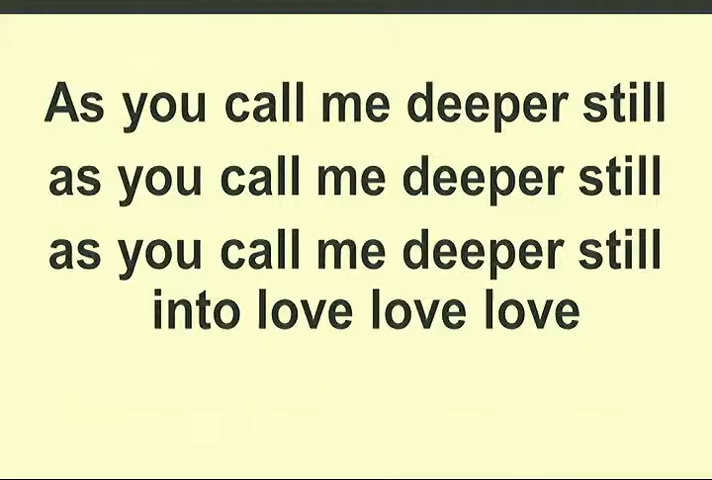 As you call me deeper still
as you call me deeper still
as you call me deeper still
into love love love